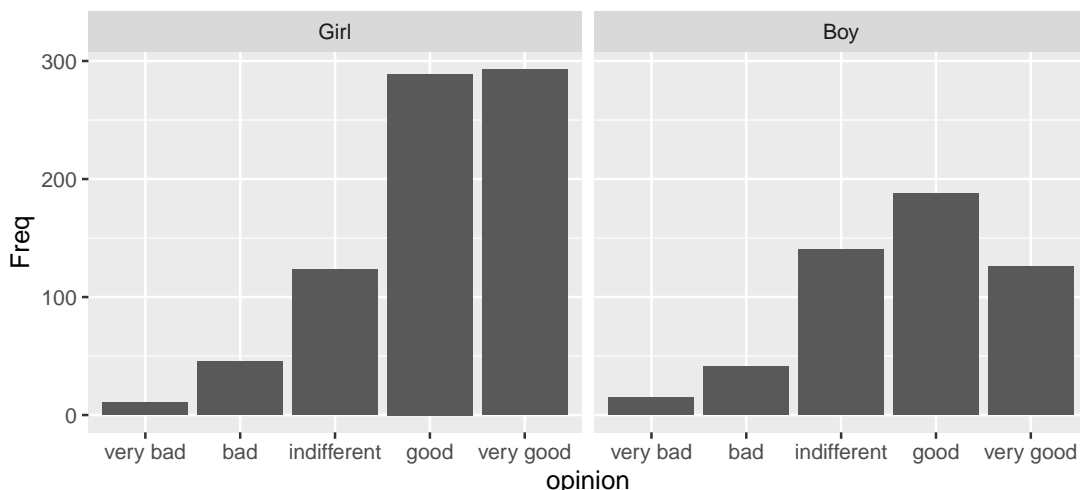 Girl Boy
300
200
100
0
Freq
very bad bad indifferent good very good very bad bad indifferent good very good
opinion